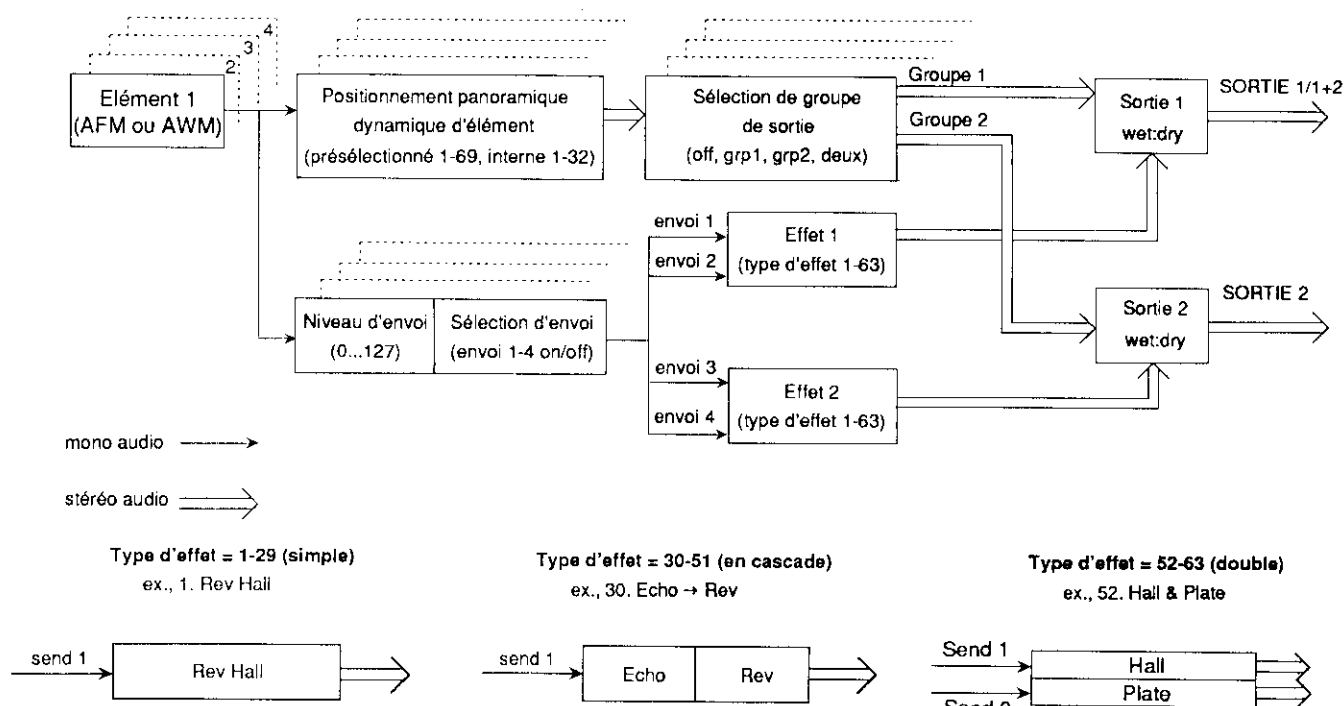 4
3
2
Elément 1
(AFM ou AWM)
Positionnement panoramique
dynamique d'élément
(présélectionné 1-69, interne 1-32)
Sélection de groupe
de sortie
(off, grp1, grp2, deux)
Groupe 1
Groupe 2
Sortie 1
wet:dry
SORTIE 1/1+2
envoi 1
envoi 2
Effet 1
(type d'effet 1-63)
Niveau d'envoi
(0...127)
Sélection d'envoi
(envoi 1-4 on/off)
Sortie 2
wet:dry
SORTIE 2
envoi 3
envoi 4
Effet 2
(type d'effet 1-63)
mono audio
stéréo audio
Type d'effet = 1-29 (simple)
ex., 1. Rev Hall
send 1
Rev Hall
Type d'effet = 30-51 (en cascade)
ex., 30. Echo → Rev
send 1
Echo
Rev
Type d'effet = 52-63 (double)
ex., 52. Hall & Plate
Send 1
Hall
Plate
Send